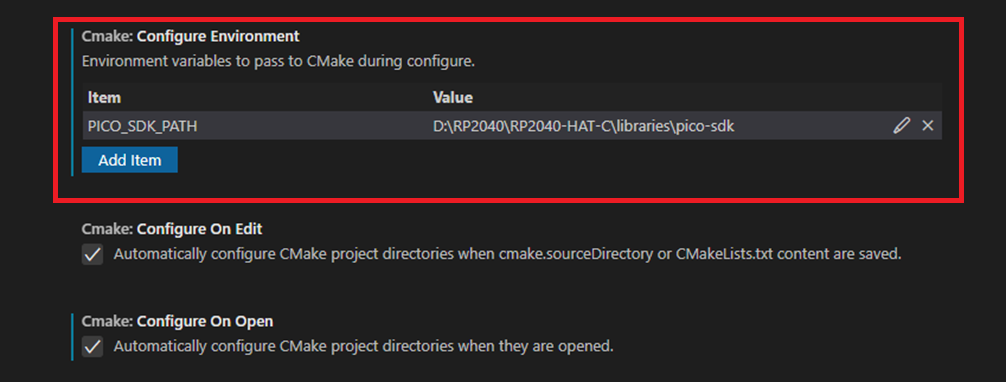 Cmake: Configure Environment
Environment variables to pass to CMake during configure.
Item Value
PICO_SDK_PATH D:\RP2040\RP2040-HAT-C\libraries\pico-sdk
Add Item
Cmake: Configure On Edit
Automatically configure CMake project directories when cmake.sourceDirectory or CMakeLists.txt content are saved.
Cmake: Configure On Open
Automatically configure CMake project directories when they are opened.